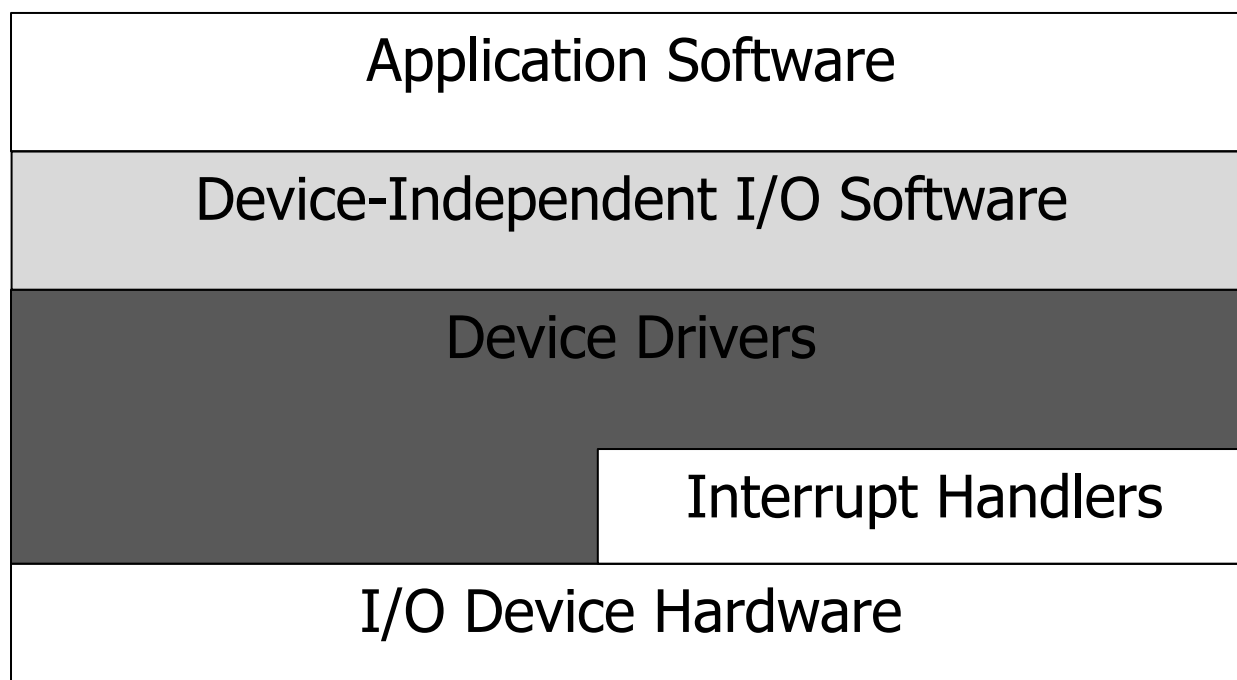 Application Software
Device-Independent I/O Software
Device Drivers
Interrupt Handlers
I/O Device Hardware